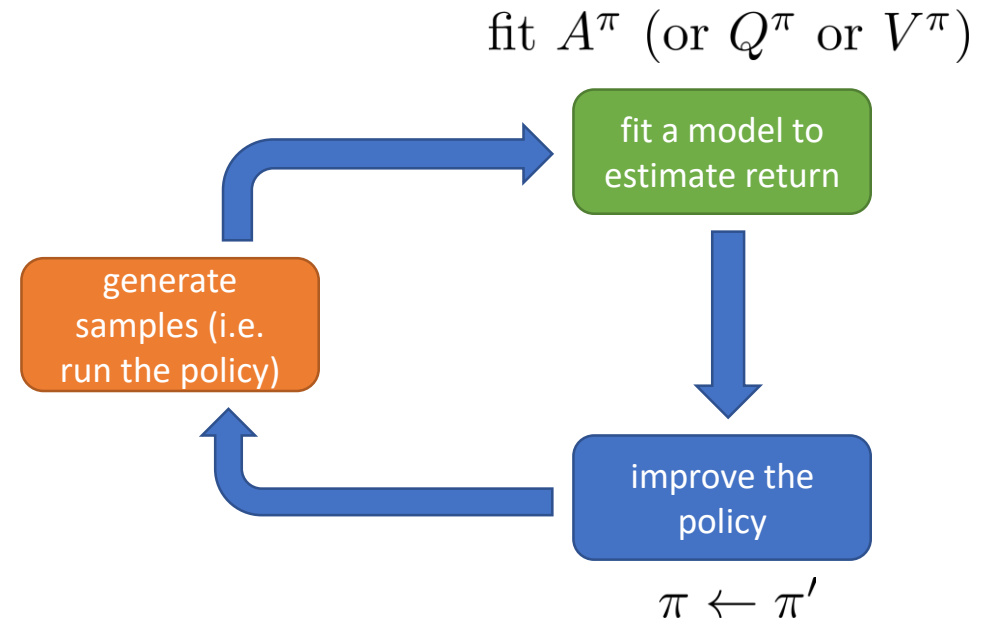 fit A^π (or Q^π or V^π)
fit a model to
estimate return
generate
samples (i.e.
run the policy)
improve the
policy
π ← π′